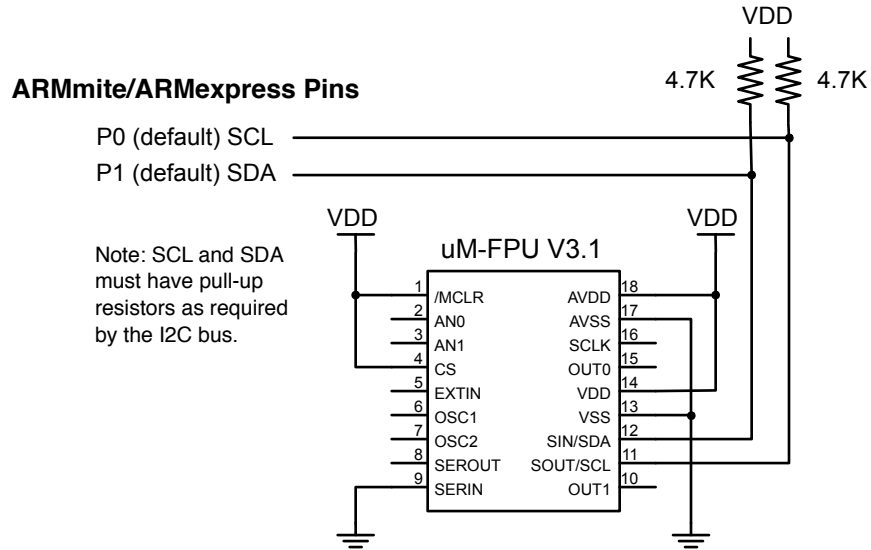 VDD
4.7K
4.7K
ARMmite/ARMexpress Pins
P0 (default) SCL
P1 (default) SDA
VDD
VDD
Note: SCL and SDA
must have pull-up
resistors as required
by the I2C bus.
uM-FPU V3.1
1 /MCLR AVDD 18
2 AN0 AVSS 17
3 AN1 SCLK 16
4 CS OUT0 15
5 EXTIN VDD 14
6 OSC1 VSS 13
7 OSC2 SIN/SDA 12
8 SEROUT SOUT/SCL 11
9 SERIN OUT1 10